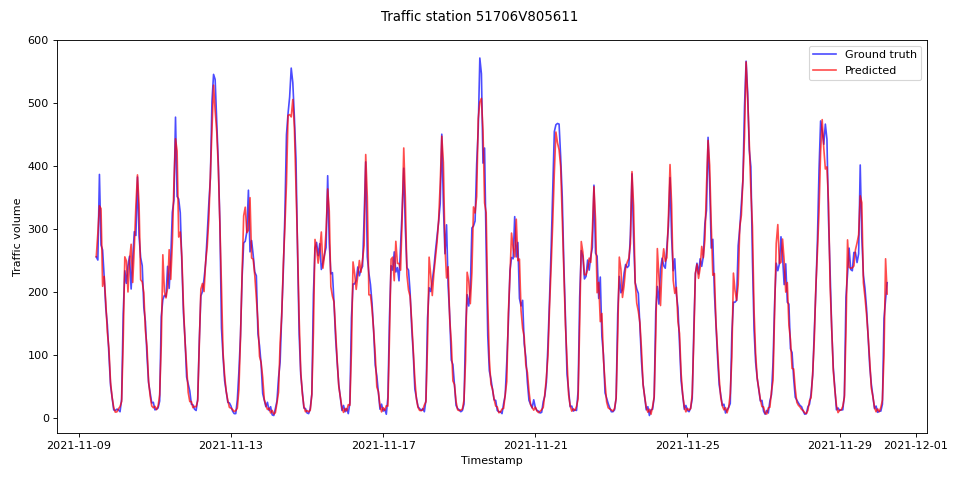 Traffic station 51706V805611
Ground truth
Predicted
Traffic volume
600
500
400
300
200
100
0
2021-11-09 2021-11-13 2021-11-17 2021-11-21 2021-11-25 2021-11-29 2021-12-01
Timestamp